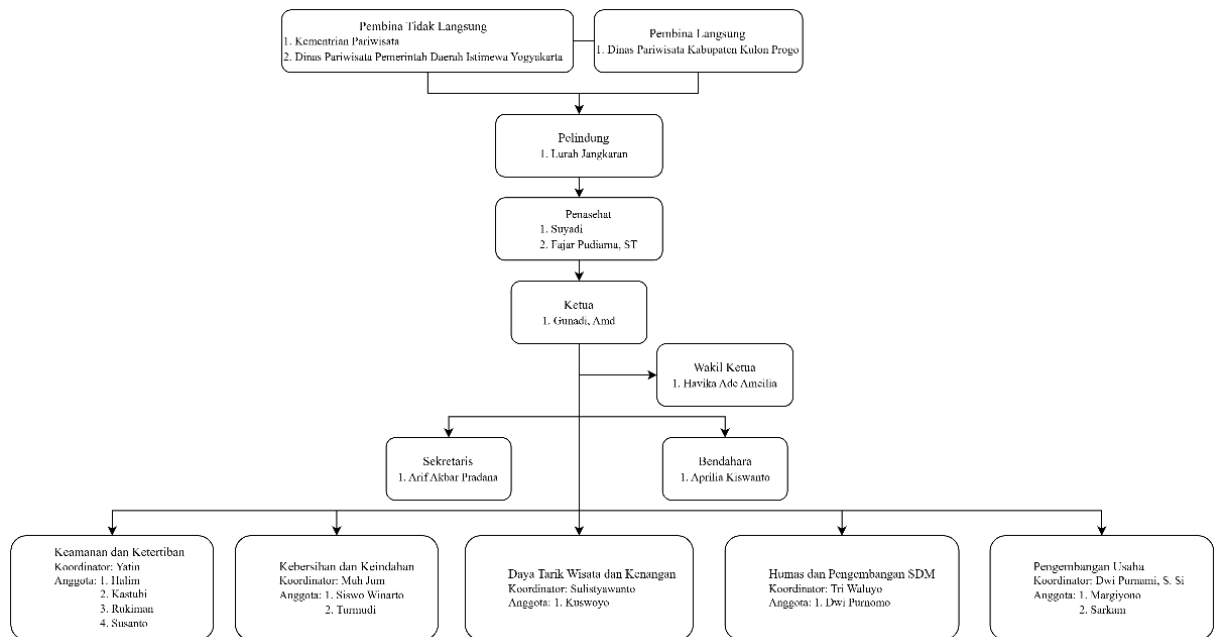 Pembina Tidak Langsung
1. Kementrian Pariwisata
2. Dinas Pariwisata Pemerintah Daerah Istimewa Yogyakarta
Pembina Langsung
1. Dinas Pariwisata Kabupaten Kulon Progo
Pelindung
1. Lurah Jangkaran
Penasehat
1. Suyadi
2. Fajar Pudiarna, ST
Ketua
1. Gunadi, Amd
Wakil Ketua
1. Havika Ade Ameilia
Sekretaris
1. Arif Akbar Pradana
Bendahara
1. Aprilia Kiswanto
Keamanan dan Ketertiban
Koordinator: Yatin
Anggota: 1. Halim
2. Kastubi
3. Rukiman
4. Susanto
Kebersihan dan Keindahan
Koordinator: Muh Jum
Anggota: 1. Siswo Winarto
2. Turmudi
Daya Tarik Wisata dan Kenangan
Koordinator: Sulistyawanto
Anggota: 1. Kuswoyo
Humas dan Pengembangan SDM
Koordinator: Tri Waluyo
Anggota: 1. Dwi Purnomo
Pengembangan Usaha
Koordinator: Dwi Purnami, S. Si
Anggota: 1. Margiyono
2. Sarkam